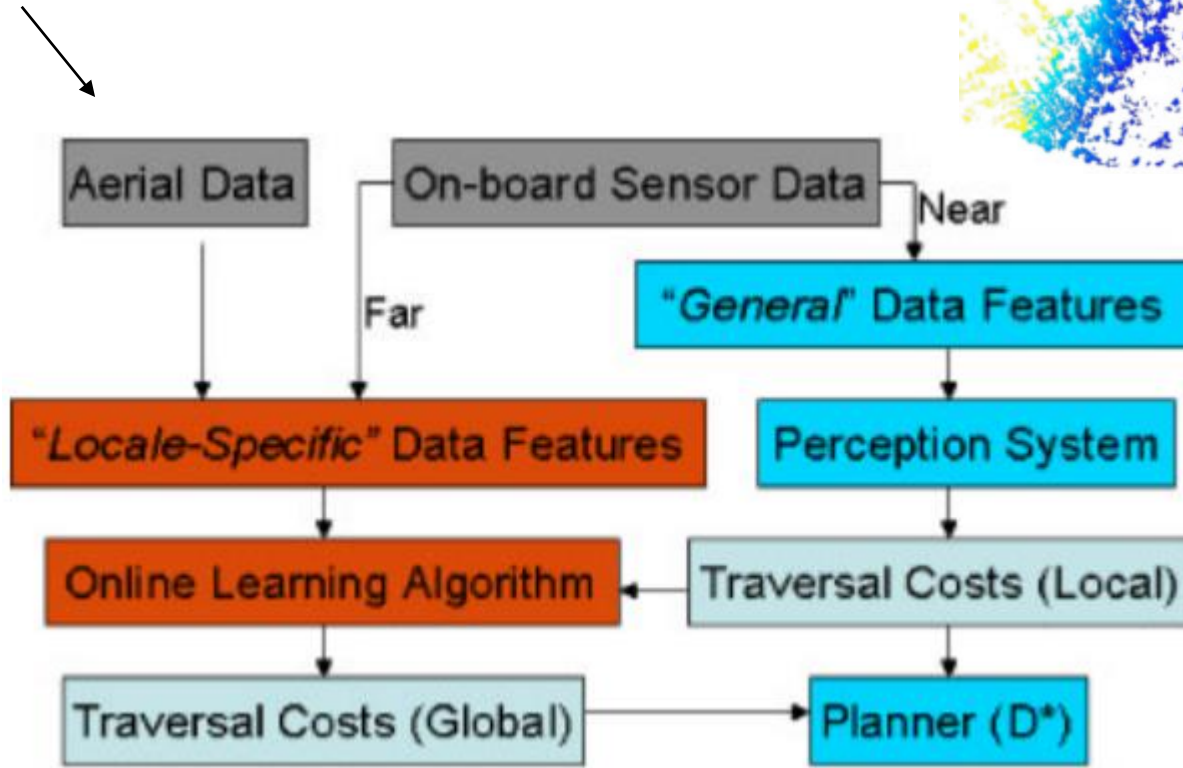 Aerial Data
On-board Sensor Data
Near
Far
“General” Data Features
“Locale-Specific” Data Features
Perception System
Online Learning Algorithm
Traversal Costs (Local)
Traversal Costs (Global)
Planner (D*)